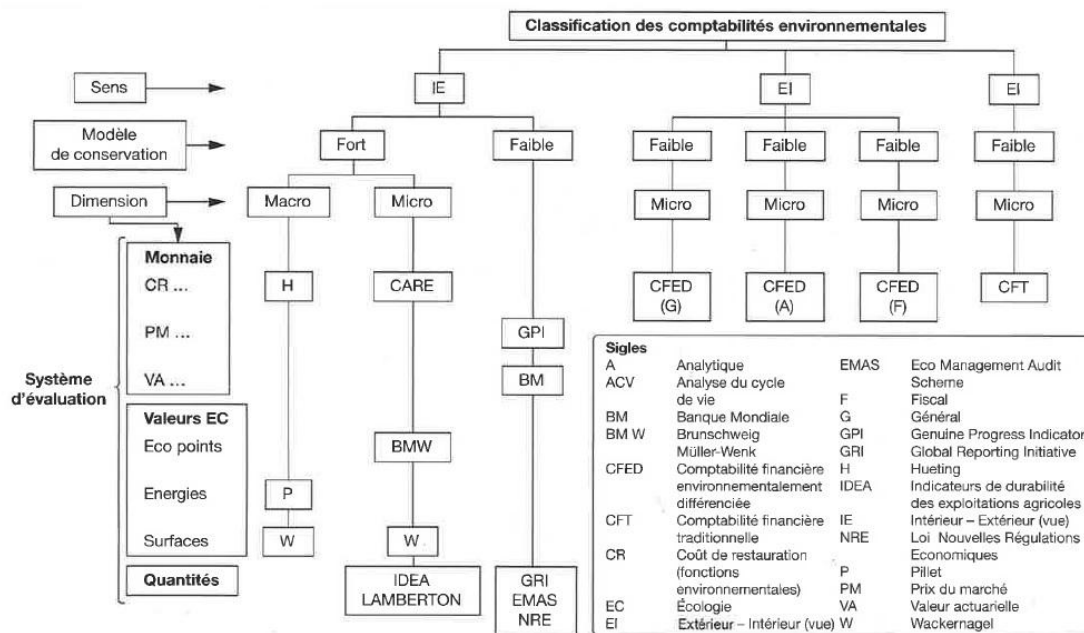 Classification des comptabilités environnementales
Sens
IE
EI
EI
Modèle
de conservation
Fort
Faible
Faible
Faible
Faible
Faible
Dimension
Macro
Micro
Micro
Micro
Micro
Micro
Système
d'évaluation
Monnaie
CR ...
H
CARE
CFED
(G)
CFED
(A)
CFED
(F)
CFT
PM ...
GPI
VA ...
BM
Valeurs EC
Eco points
BMW
Energies
P
Surfaces
W
W
Quantités
IDEA
LAMBERTON
GRI
EMAS
NRE
Sigles
A Analytique
ACV Analyse du cycle
de vie
BM Banque Mondiale
BM W Brunschweig
Müller-Wenk
CFED Comptabilité financière
environnementalement
différenciée
CFT Comptabilité financière
traditionnelle
CR Coût de restauration
(fonctions
environnementales)
EC Écologie
EI Extérieur – Intérieur (vue)
EMAS Eco Management Audit
Scheme
F Fiscal
G Général
GPI Genuine Progress Indicator
GRI Global Reporting Initiative
H Hueting
IDEA Indicateurs de durabilité
des exploitations agricoles
IE Intérieur – Extérieur (vue)
NRE Loi Nouvelles Régulations
Economiques
P Pillet
PM Prix du marché
VA Valeur actuarielle
W Wackernagel